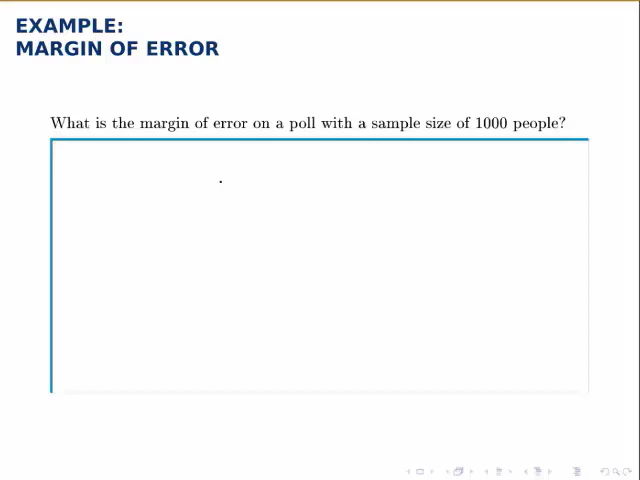 EXAMPLE:
MARGIN OF ERROR
What is the margin of error on a poll with a sample size of 1000 people?